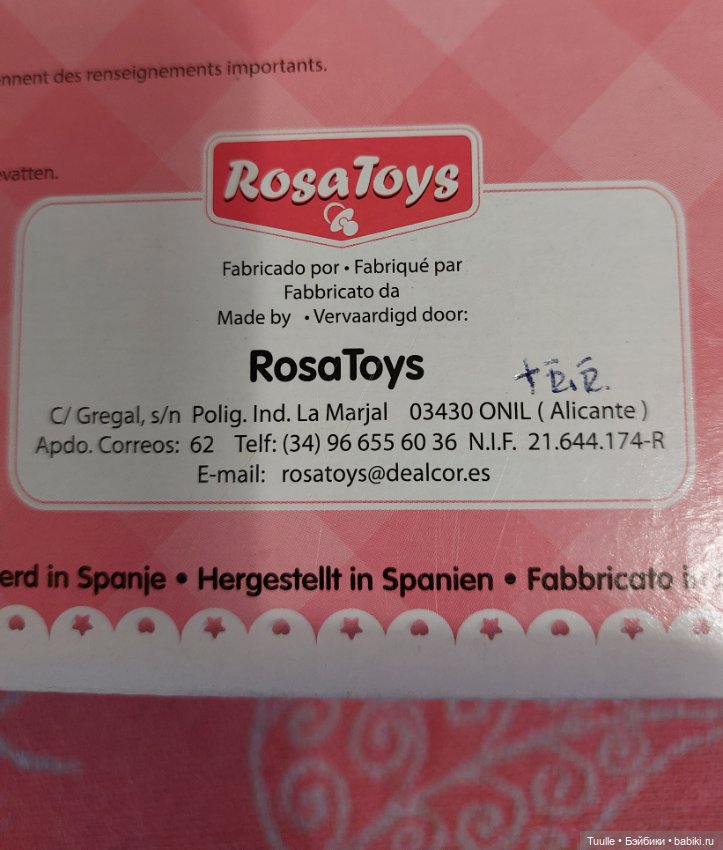 nnent des renseignements importants.
evatten.
RosaToys
Fabricado por • Fabriqué par
Fabbricato da
Made by • Vervaardigd door:
RosaToys
C/ Gregal, s/n Polig. Ind. La Marjal 03430 ONIL ( Alicante )
Apdo. Correos: 62 Telf: (34) 96 655 60 36 N.I.F. 21.644.174-R
E-mail: rosatoys@dealcor.es
erd in Spanje • Hergestellt in Spanien • Fabbricato
Tuulle • Бэйбики • babiki.ru